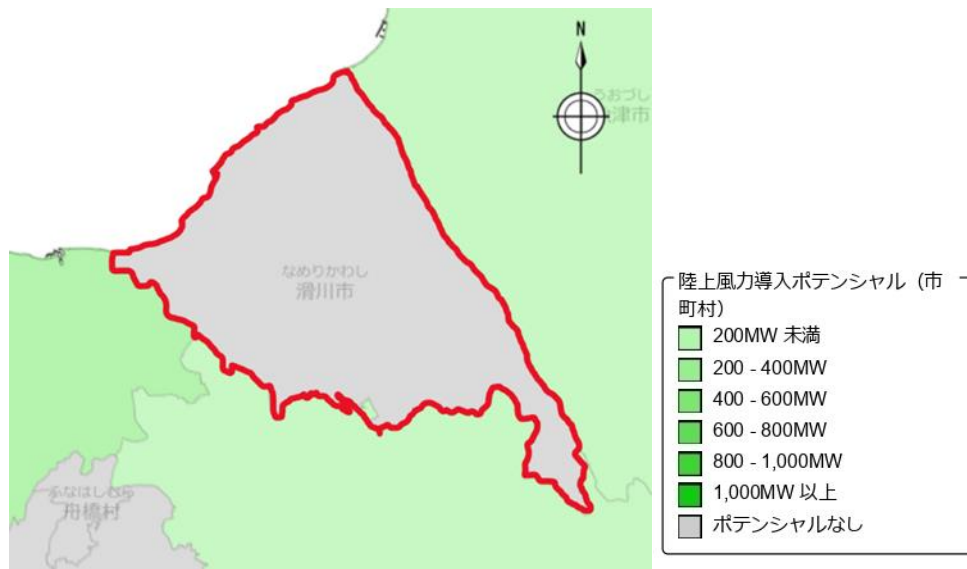 N
うおづし
魚津市
なめりかわし
滑川市
ふなはしむら
舟橋村
陸上風力導入ポテンシャル (市
町村)
200MW 未満
200 - 400MW
400 - 600MW
600 - 800MW
800 - 1,000MW
1,000MW 以上
ポテンシャルなし